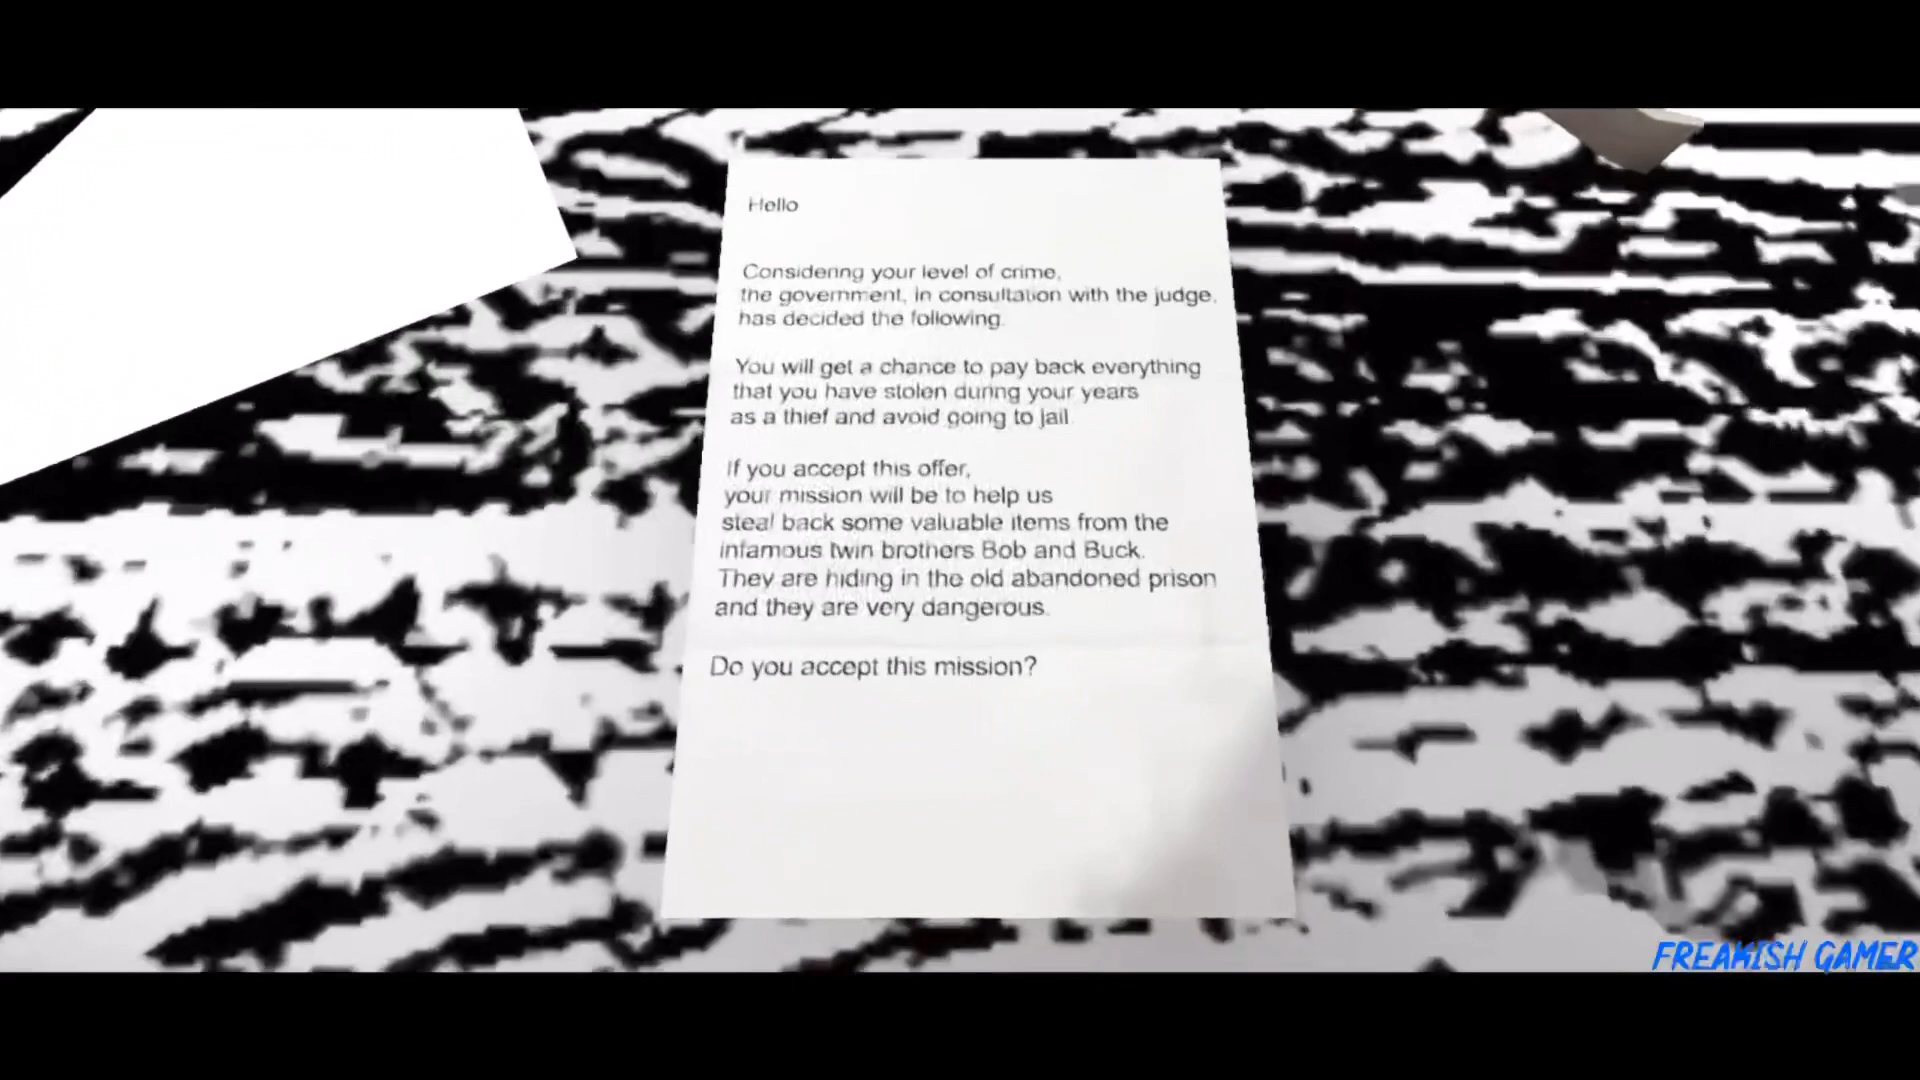 Hello
Considering your level of crime,
the government, in consultation with the judge,
has decided the following.
You will get a chance to pay back everything
that you have stolen during your years
as a thief and avoid going to jail
If you accept this offer,
your mission will be to help us
steal back some valuable items from the
infamous twin brothers Bob and Buck.
They are hiding in the old abandoned prison
and they are very dangerous.
Do you accept this mission?
FREAKISH GAMER